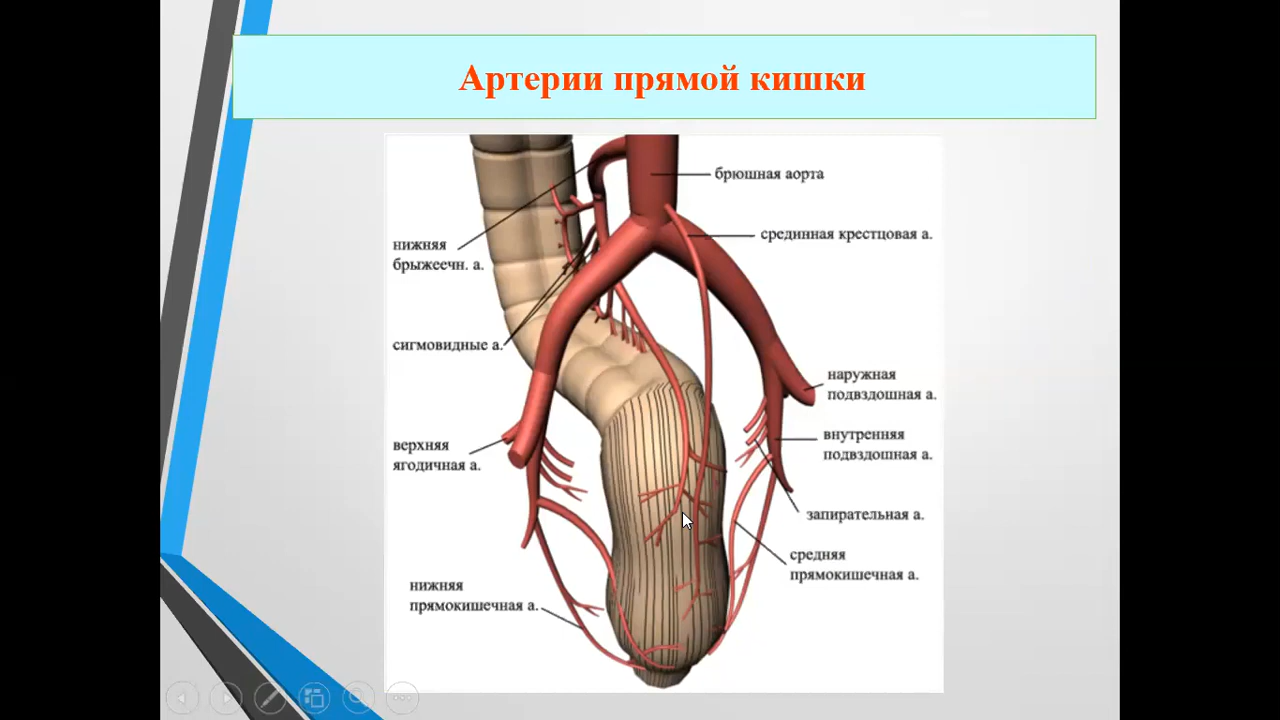 Артерии прямой кишки
брюшная аорта
срединная крестцовая а.
нижняя
брыжеечн. а.
сигмовидные а.
наружная
подвздошная а.
верхняя
ягодичная а.
внутренняя
подвздошная а.
запирательная а.
средняя
прямокишечная а.
нижняя
прямокишечная а.